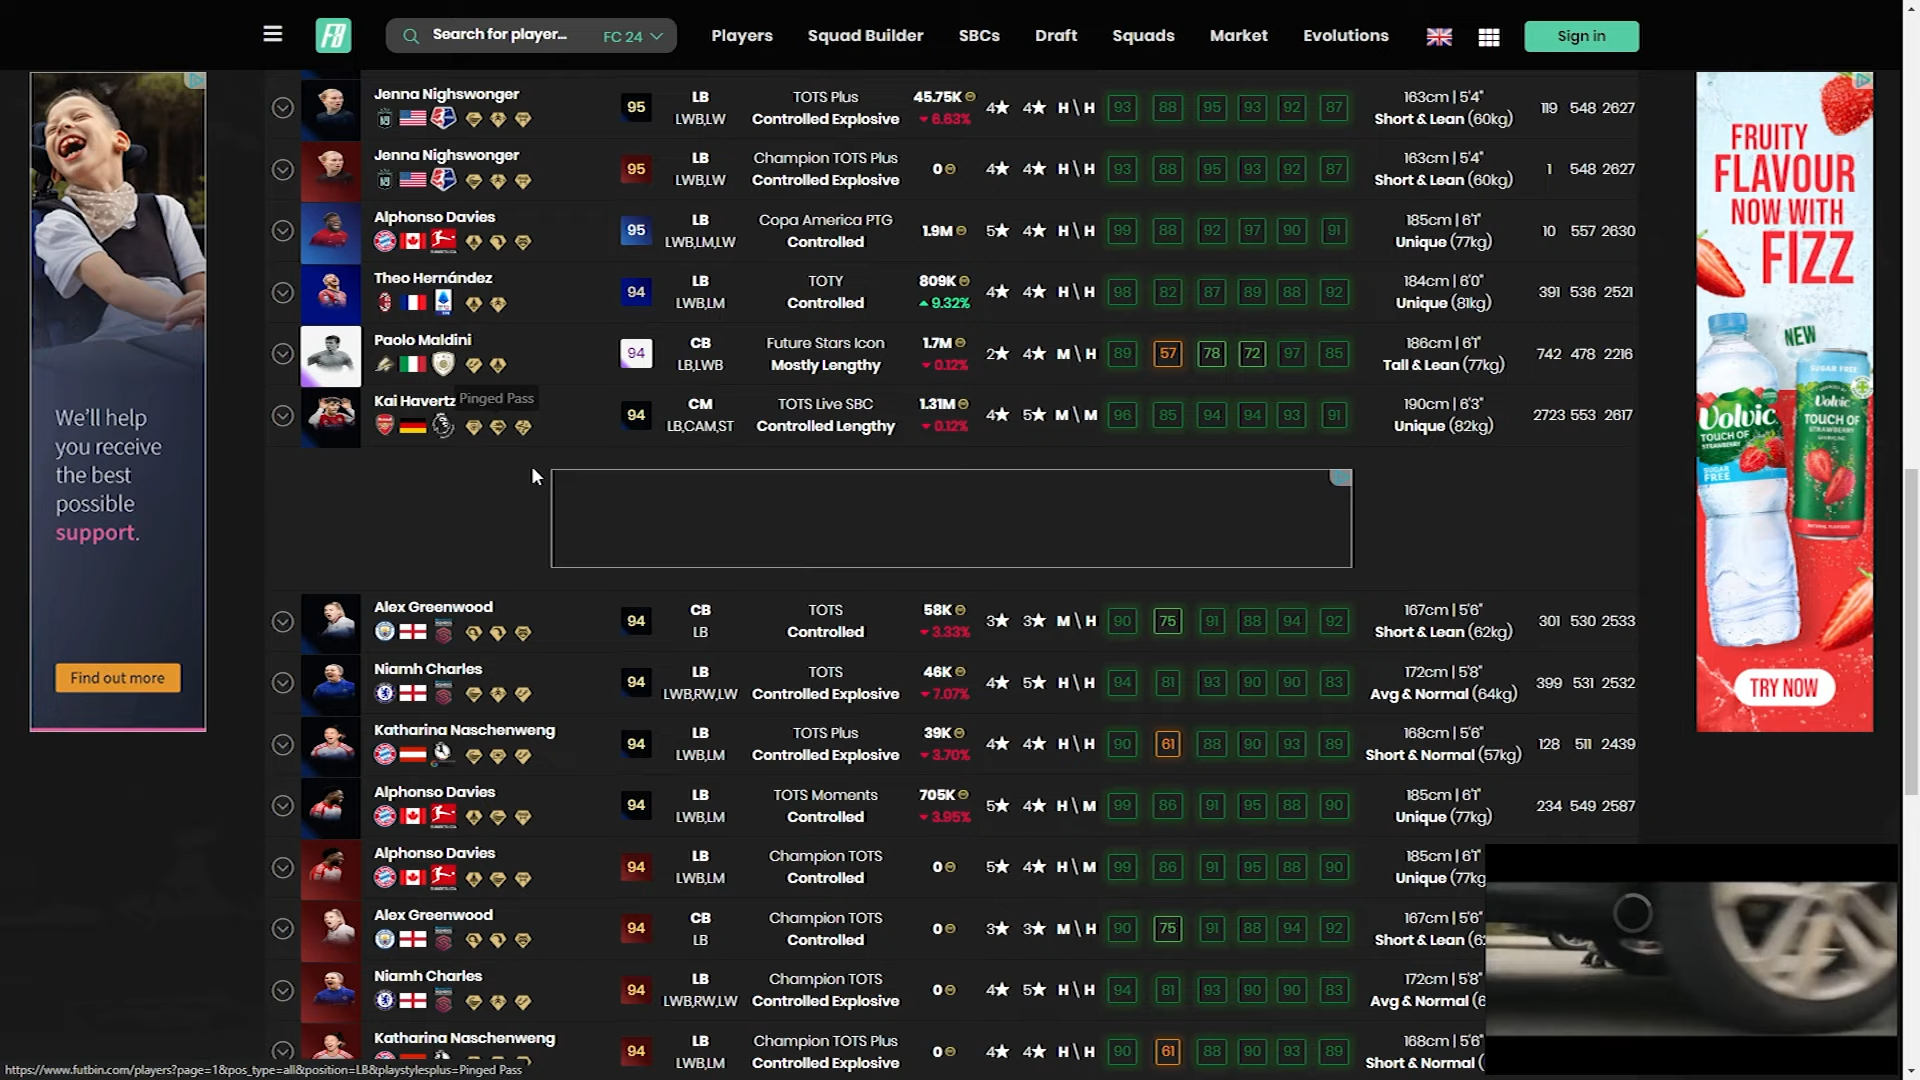 Search for player... FC 24 Players Squad Builder SBCs Draft Squads Market Evolutions Sign in
Jenna Nighswonger 95 LB LWB,LW TOTS Plus Controlled Explosive 45.75K 6.63% 4★ 4★ H \ H 93 88 95 93 92 87 163cm | 5'4" Short & Lean (60kg) 119 548 2627
Jenna Nighswonger 95 LB LWB,LW Champion TOTS Plus Controlled Explosive 0 4★ 4★ H \ H 93 88 95 93 92 87 163cm | 5'4" Short & Lean (60kg) 1 548 2627
Alphonso Davies 95 LB LWB,LM,LW Copa America PTG Controlled 1.9M 5★ 4★ H \ H 99 88 92 97 90 91 185cm | 6'1" Unique (77kg) 10 557 2630
Theo Hernández 94 LB LWB,LM TOTY Controlled 809K 9.32% 4★ 4★ H \ H 98 82 87 89 88 92 184cm | 6'0" Unique (81kg) 391 536 2521
Paolo Maldini 94 CB LB,LWB Future Stars Icon Mostly Lengthy 1.7M 0.12% 2★ 4★ M \ H 89 57 78 72 97 85 186cm | 6'1" Tall & Lean (77kg) 742 478 2216
Kai Havertz Pinged Pass 94 CM LB,CAM,ST TOTS Live SBC Controlled Lengthy 1.31M 0.12% 4★ 5★ M \ M 96 85 94 94 93 91 190cm | 6'3" Unique (82kg) 2723 553 2617
Alex Greenwood 94 CB LB TOTS Controlled 58K 3.33% 3★ 3★ M \ H 90 75 91 88 94 92 167cm | 5'6" Short & Lean (62kg) 301 530 2533
Niamh Charles 94 LB LWB,RW,LW TOTS Controlled Explosive 46K 7.07% 4★ 5★ H \ H 94 81 93 90 90 83 172cm | 5'8" Avg & Normal (64kg) 399 531 2532
Katharina Naschenweng 94 LB LWB,LM TOTS Plus Controlled Explosive 39K 3.70% 4★ 4★ H \ H 90 61 88 90 93 89 168cm | 5'6" Short & Normal (57kg) 128 511 2439
Alphonso Davies 94 LB LWB,LM TOTS Moments Controlled 705K 3.95% 5★ 4★ H \ M 99 86 91 95 88 90 185cm | 6'1" Unique (77kg) 234 549 2587
Alphonso Davies 94 LB LWB,LM Champion TOTS Controlled 0 5★ 4★ H \ M 99 86 91 95 88 90 185cm | 6'1" Unique (77kg
Alex Greenwood 94 CB LB Champion TOTS Controlled 0 3★ 3★ M \ H 90 75 91 88 94 92 167cm | 5'6" Short & Lean (6
Niamh Charles 94 LB LWB,RW,LW Champion TOTS Controlled Explosive 0 4★ 5★ H \ H 94 81 93 90 90 83 172cm | 5'8" Avg & Normal (6
Katharina Naschenweng 94 LB LWB,LM Champion TOTS Plus Controlled Explosive 0 4★ 4★ H \ H 90 61 88 90 93 89 168cm | 5'6" Short & Normal
https://www.futbin.com/players?page=1&pos_type=all&position=LB&playstylesplus=Pinged Pass
We'll help
you receive
the best
possible
support.
Find out more
FRUITY
FLAVOUR
NOW WITH
FIZZ
NEW
SUGAR FREE
Volvic
TOUCH OF
STRAWBERRY
SUGAR
FREE
Volvic
TOUCH OF
STRAWBERRY
TRY NOW